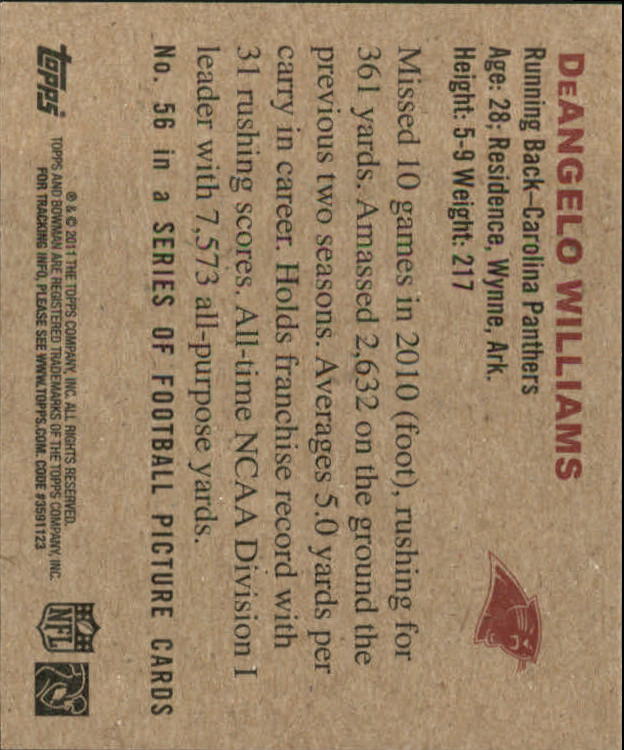 DeANGELO WILLIAMS
Running Back–Carolina Panthers
Age: 28; Residence, Wynne, Ark.
Height: 5-9 Weight: 217
Missed 10 games in 2010 (foot), rushing for
361 yards. Amassed 2,632 on the ground the
previous two seasons. Averages 5.0 yards per
carry in career. Holds franchise record with
31 rushing scores. All-time NCAA Division I
leader with 7,573 all-purpose yards.
No. 56 in a SERIES OF FOOTBALL PICTURE CARDS
topps
® & © 2011 THE TOPPS COMPANY, INC. ALL RIGHTS RESERVED.
TOPPS AND BOWMAN ARE REGISTERED TRADEMARKS OF THE TOPPS COMPANY, INC.
FOR TRACKING INFO, PLEASE SEE WWW.TOPPS.COM. CODE #3591123
NFL